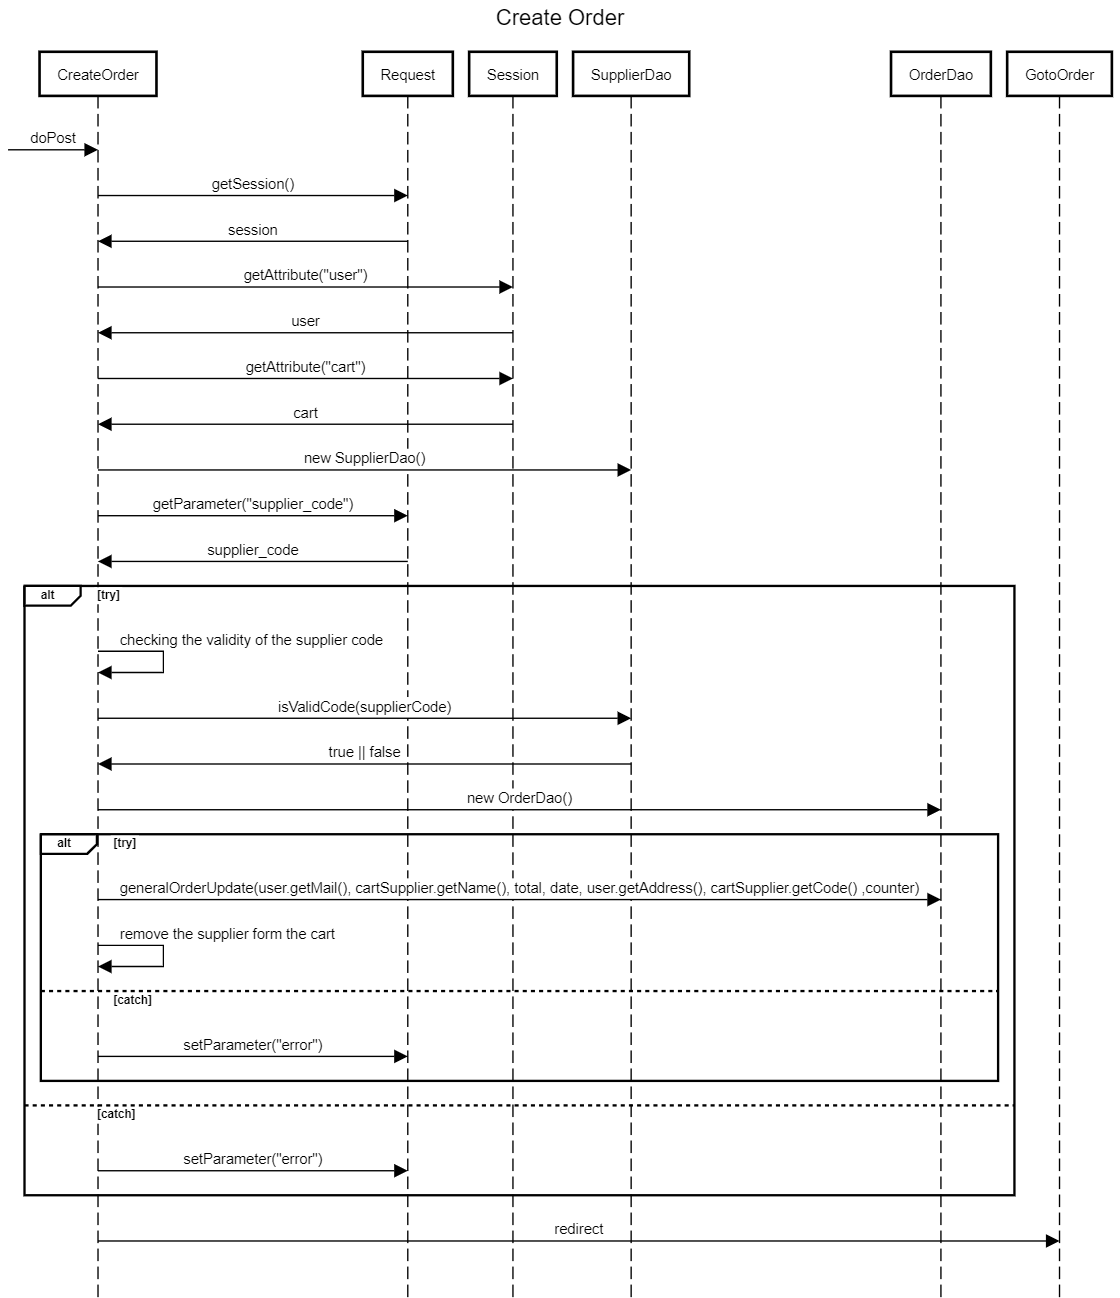 Create Order
CreateOrder
Request
Session
SupplierDao
OrderDao
GotoOrder
doPost
getSession()
session
getAttribute("user")
user
getAttribute("cart")
cart
new SupplierDao()
getParameter("supplier_code")
supplier_code
alt [try]
checking the validity of the supplier code
isValidCode(supplierCode)
true || false
new OrderDao()
alt [try]
generalOrderUpdate(user.getMail(), cartSupplier.getName(), total, date, user.getAddress(), cartSupplier.getCode() ,counter)
remove the supplier form the cart
[catch]
setParameter("error")
[catch]
setParameter("error")
redirect